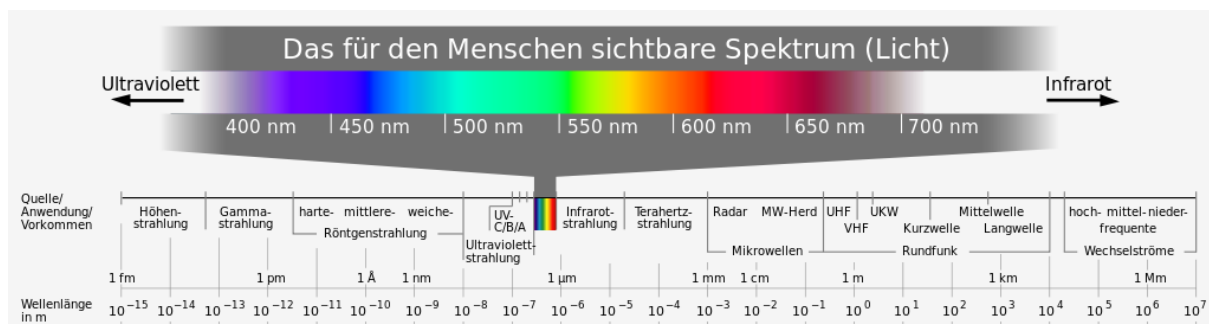 Das für den Menschen sichtbare Spektrum (Licht)
Ultraviolett
Infrarot
400 nm 450 nm 500 nm 550 nm 600 nm 650 nm 700 nm
Quelle/
Anwendung/
Vorkommen
Höhen-
strahlung
Gamma-
strahlung
harte- mittlere- weiche-
Röntgenstrahlung
UV-
C/B/A
Ultraviolett-
strahlung
Infrarot-
strahlung
Terahertz-
strahlung
Radar MW-Herd
Mikrowellen
UHF UKW Mittelwelle
VHF Kurzwelle Langwelle
Rundfunk
hoch- mittel- nieder-
frequente
Wechselströme
1 fm 1 pm 1 Å 1 nm 1 µm 1 mm 1 cm 1 m 1 km 1 Mm
Wellenlänge
in m
10⁻¹⁵ 10⁻¹⁴ 10⁻¹³ 10⁻¹² 10⁻¹¹ 10⁻¹⁰ 10⁻⁹ 10⁻⁸ 10⁻⁷ 10⁻⁶ 10⁻⁵ 10⁻⁴ 10⁻³ 10⁻² 10⁻¹ 10⁰ 10¹ 10² 10³ 10⁴ 10⁵ 10⁶ 10⁷